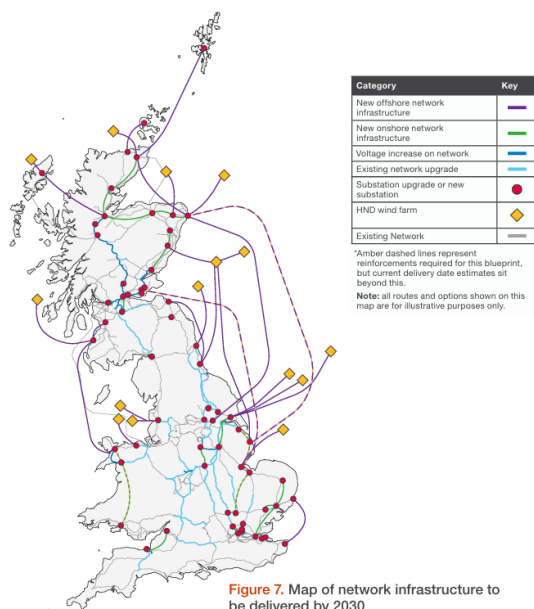 Category Key
New offshore network
infrastructure
New onshore network
infrastructure
Voltage increase on network
Existing network upgrade
Substation upgrade or new
substation
HND wind farm
Existing Network
*Amber dashed lines represent
reinforcements required for this blueprint,
but current delivery date estimates sit
beyond this.
Note: all routes and options shown on this
map are for illustrative purposes only.
Figure 7. Map of network infrastructure to
be delivered by 2030